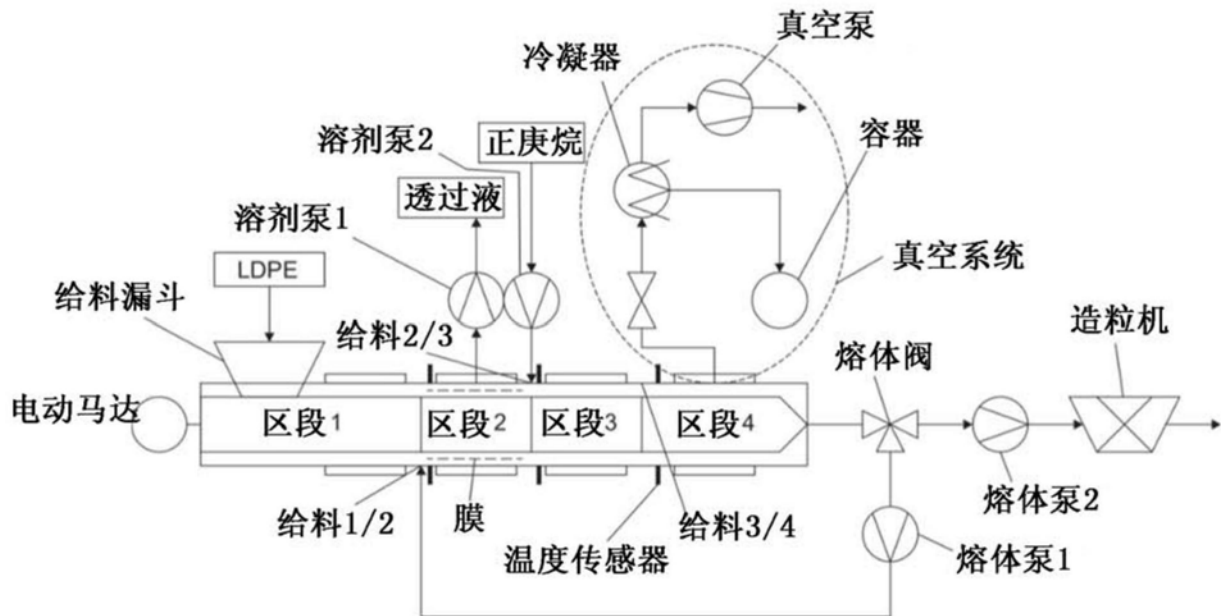 真空泵
冷凝器
溶剂泵2
正庚烷
容器
透过液
溶剂泵1
真空系统
LDPE
给料漏斗
给料2/3
造粒机
熔体阀
电动马达
区段1
区段2
区段3
区段4
给料1/2
膜
给料3/4
熔体泵2
温度传感器
熔体泵1